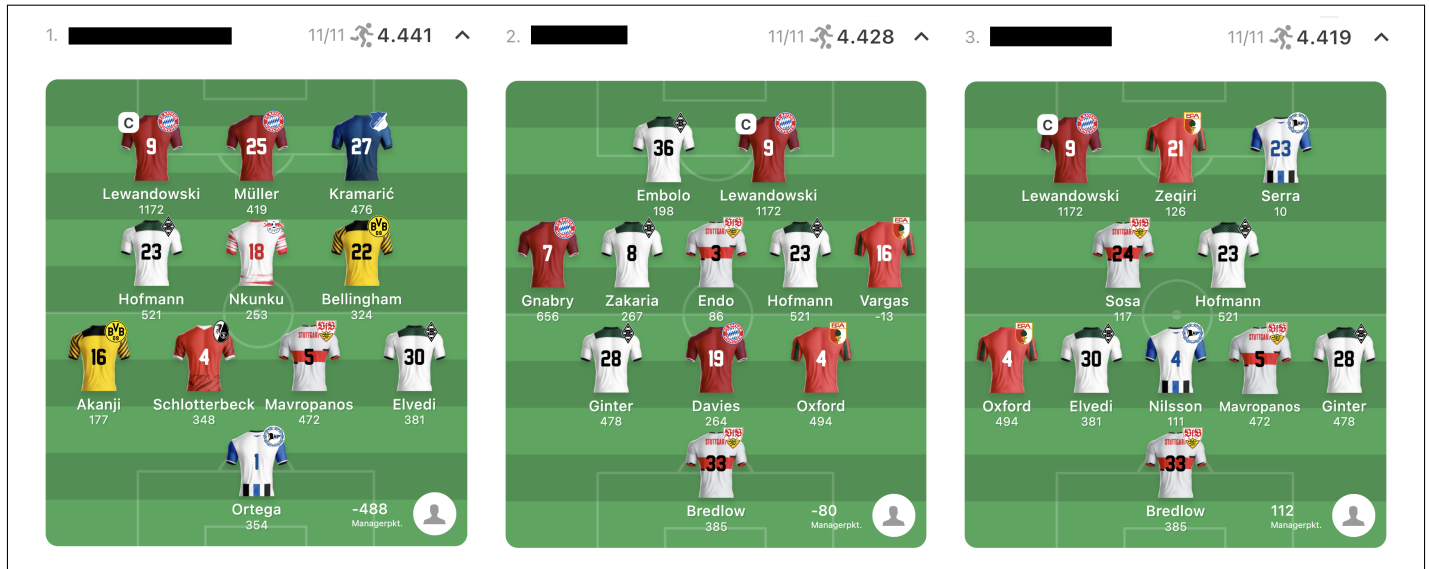 1. 11/11 4.441
C
9 25 27
Lewandowski Müller Kramarić
1172 419 476
23 18 22
Hofmann Nkunku Bellingham
521 253 324
16 4 5 30
Akanji Schlotterbeck Mavropanos Elvedi
177 348 472 381
1
Ortega
354
-488
Managerpkt.
2. 11/11 4.428
C
36 9
Embolo Lewandowski
198 1172
7 8 3 23 16
Gnabry Zakaria Endo Hofmann Vargas
656 267 86 521 -13
28 19 4
Ginter Davies Oxford
478 264 494
33
Bredlow
385
-80
Managerpkt.
3. 11/11 4.419
C
9 21 23
Lewandowski Zeqiri Serra
1172 126 10
24 23
Sosa Hofmann
117 521
4 30 4 5 28
Oxford Elvedi Nilsson Mavropanos Ginter
494 381 111 472 478
33
Bredlow
385
112
Managerpkt.